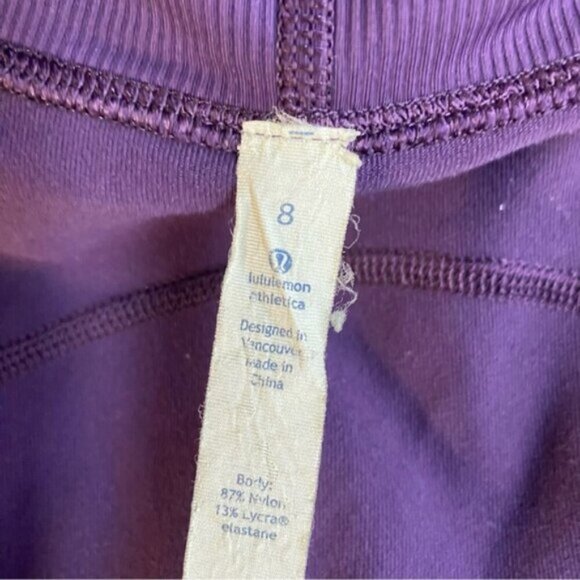 8
lululemon
athletica
Designed in
Vancouver
Made in
China
Body:
87% Nylon
13% Lycra®
elastane